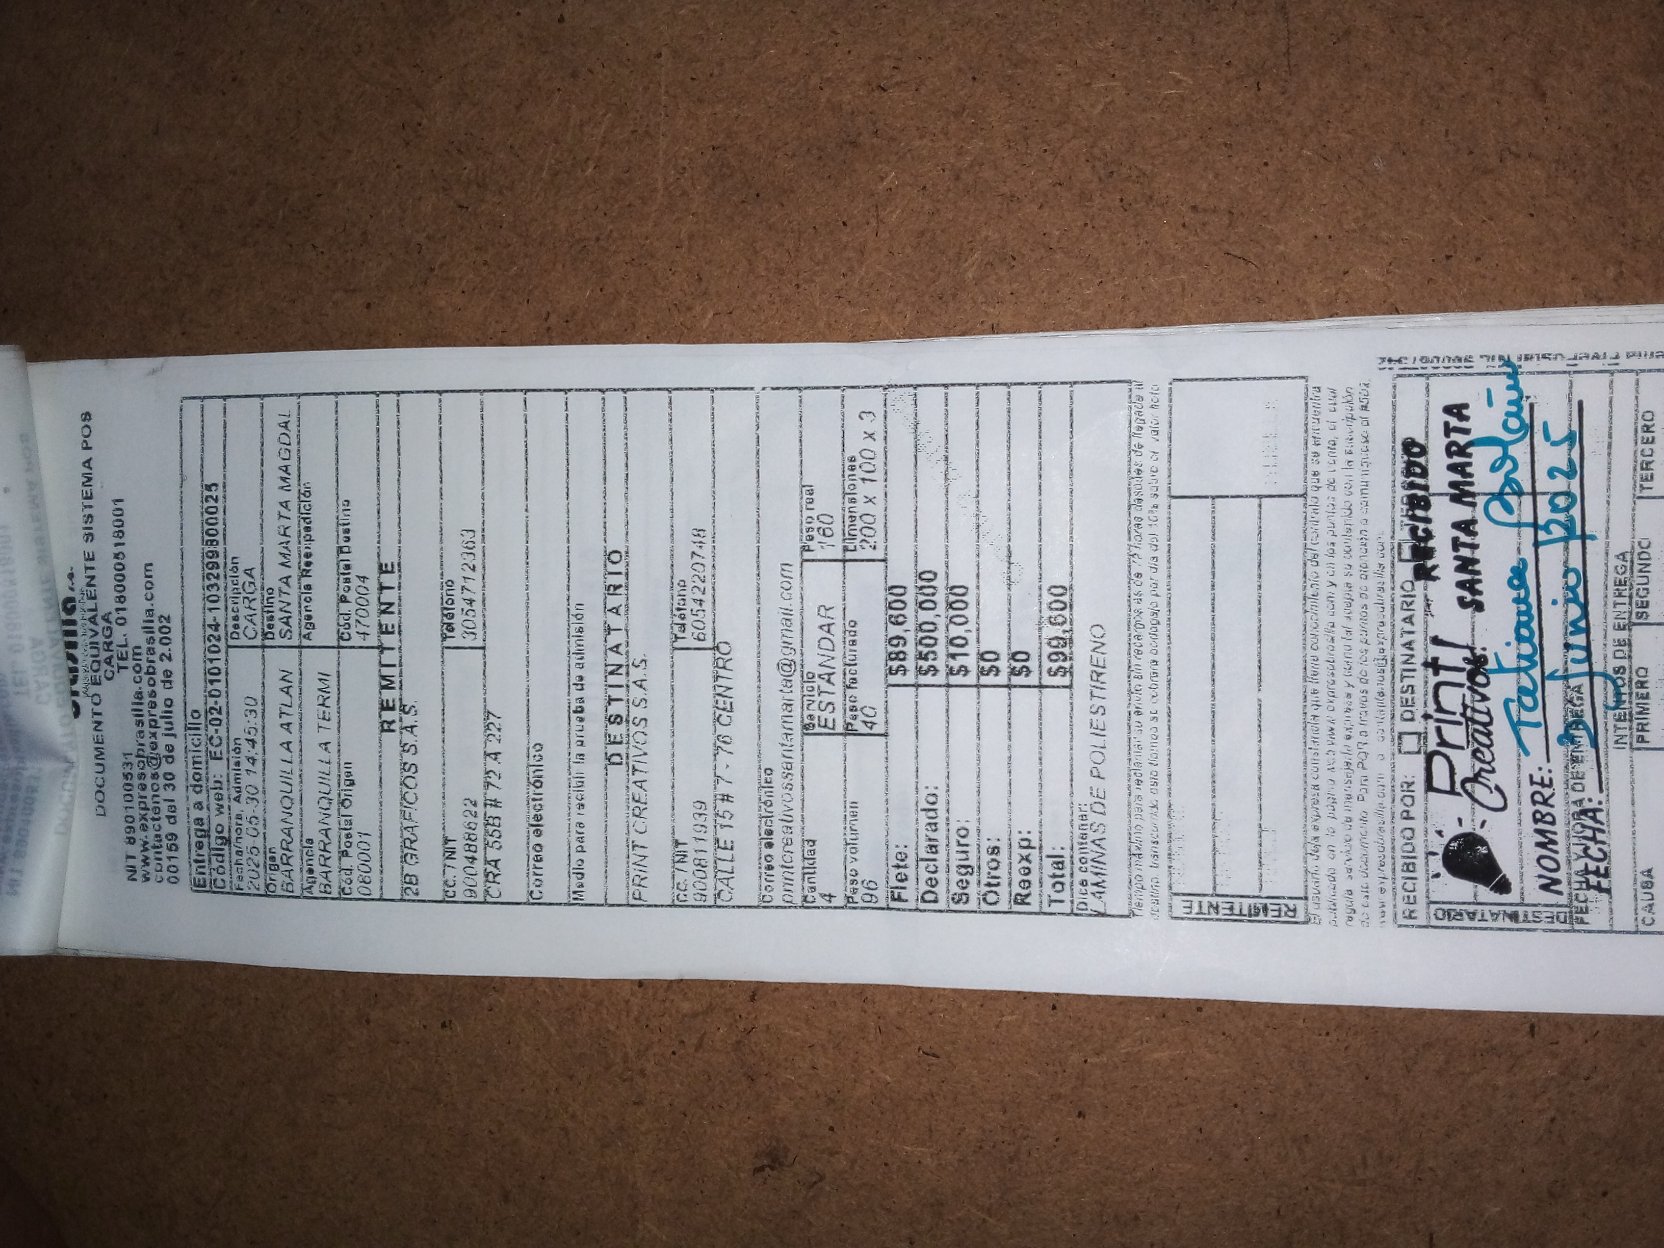 DOCUMENTO EQUIVALENTE SISTEMA POS
CARGA
NIT 890100531 TEL. 018000518001
www.expresobrasilia.com
contactenos@expresobrasilia.com
00159 del 30 de julio de 2.002
Entrega a domicilio
Código web: EC-02-0101024-103299800025
Fecha/hora Admisión Descripción
2025-05-30 14:45:30 CARGA
Origen Destino
BARRANQUILLA ATLAN SANTA MARTA MAGDAL
Agencia Agencia Reexpedición
BARRANQUILLA TERMI
Cód. Postal Origen Cód. Postal Destino
080001 470004
REMITENTE
2B GRAFICOS S.A.S.
CC. / NIT Teléfono
900488622 3054712363
CRA 55B # 72 A 227
Correo electrónico
Medio para recibir la prueba de admisión
DESTINATARIO
PRINT CREATIVOS S.A.S.
CC. / NIT Teléfono
900811939 6054220748
CALLE 15 # 7 - 76 CENTRO
Correo electrónico
printcreativossantamarta@gmail.com
Cantidad Servicio Peso real
4 ESTANDAR 160
Peso volumen Peso facturado Dimensiones
96 40 200 x 100 x 3
Flete: $89,600
Declarado: $500,000
Seguro: $10,000
Otros: $0
Reexp: $0
Total: $99,600
Dice contener:
LAMINAS DE POLIESTIRENO
REMITENTE
RECIBIDO POR: DESTINATARIO
DESTINATARIO
Print RECIBIDO
Creativos! SANTA MARTA
NOMBRE: Tatiana Bolaño
FECHA Y HORA DE ENTREGA
FECHA: 3 Junio 2025
INTENTOS DE ENTREGA
CAUSA PRIMERO SEGUNDO TERCERO